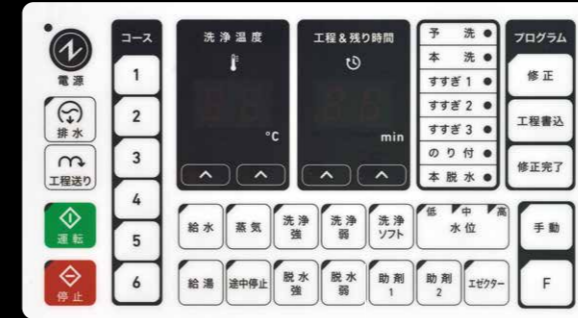 電源
排水
工程送り
運転
停止
コース
1
2
3
4
5
6
洗浄温度
℃
工程&残り時間
min
予洗
本洗
すすぎ1
すすぎ2
すすぎ3
のり付
本脱水
プログラム
修正
工程書込
修正完了
給水
蒸気
洗浄
強
洗浄
弱
洗浄
ソフト
低 中 高
水位
手動
給湯
途中停止
脱水
強
脱水
弱
助剤
1
助剤
2
エゼクター
F